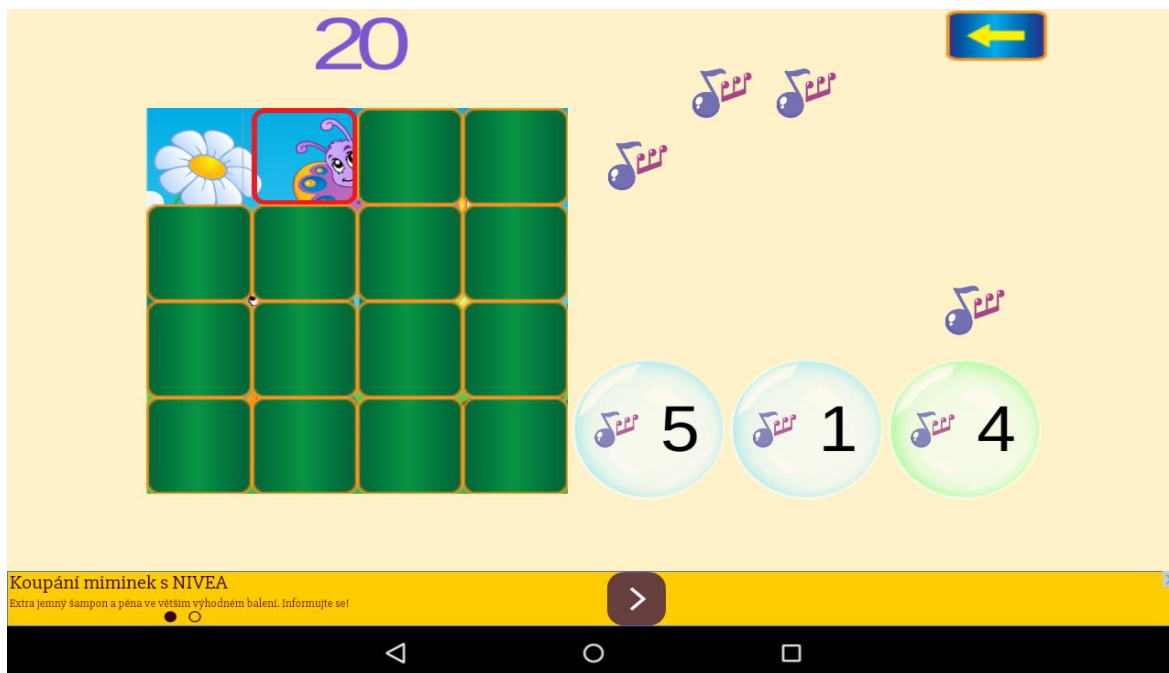 20
5
1
4
Koupání miminek s NIVEA
Extra jemný šampon a pěna ve větším výhodném balení. Informujte se!